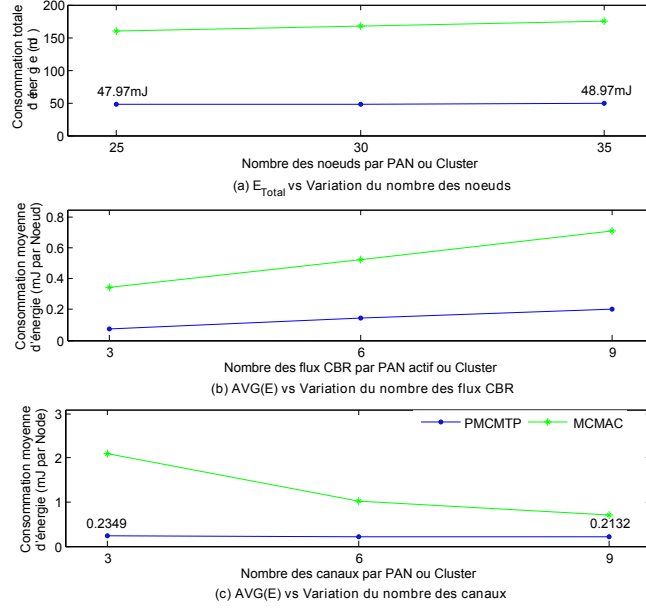 Consommation totale
d énergie (mJ )
200
150
100
50
0
47.97mJ
48.97mJ
25
30
35
Nombre des noeuds par PAN ou Cluster
(a) ETotal vs Variation du nombre des noeuds
Consommation moyenne
d'énergie (mJ par Noeud)
0.8
0.6
0.4
0.2
0
3
6
9
Nombre des flux CBR par PAN actif ou Cluster
(b) AVG(E) vs Variation du nombre des flux CBR
Consommation moyenne
d'énergie (mJ par Node)
3
2
1
0
PMCMTP
MCMAC
0.2349
0.2132
3
6
9
Nombre des canaux par PAN ou Cluster
(c) AVG(E) vs Variation du nombre des canaux